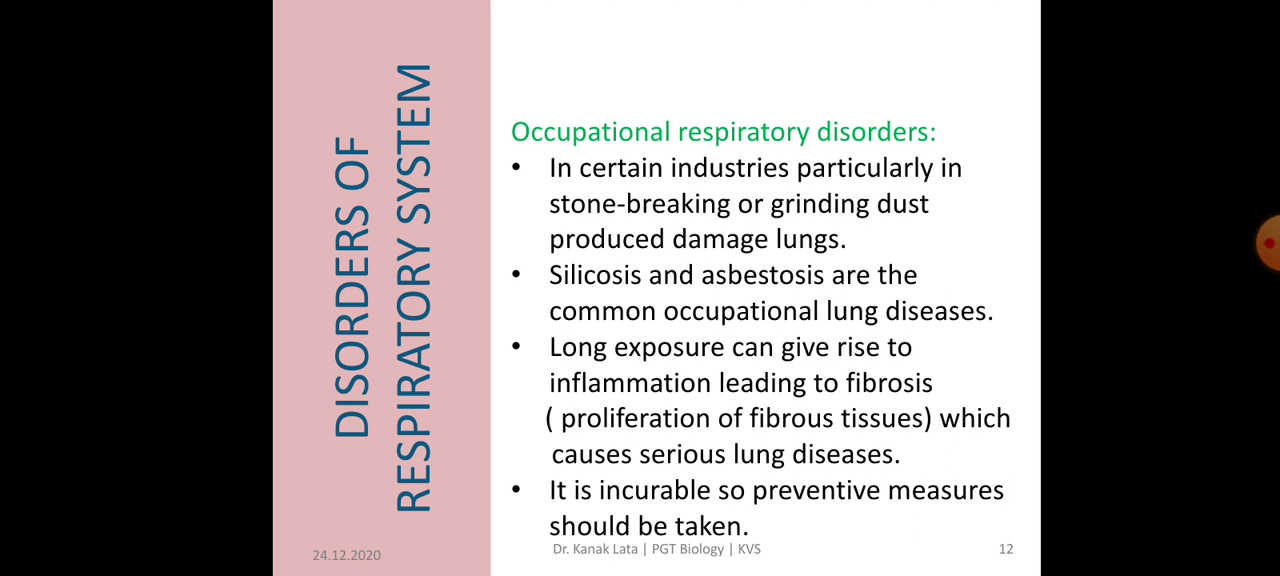 DISORDERS OF
RESPIRATORY SYSTEM
Occupational respiratory disorders:
• In certain industries particularly in
stone-breaking or grinding dust
produced damage lungs.
• Silicosis and asbestosis are the
common occupational lung diseases.
• Long exposure can give rise to
inflammation leading to fibrosis
( proliferation of fibrous tissues) which
causes serious lung diseases.
• It is incurable so preventive measures
should be taken.
24.12.2020
Dr. Kanak Lata | PGT Biology | KVS
12